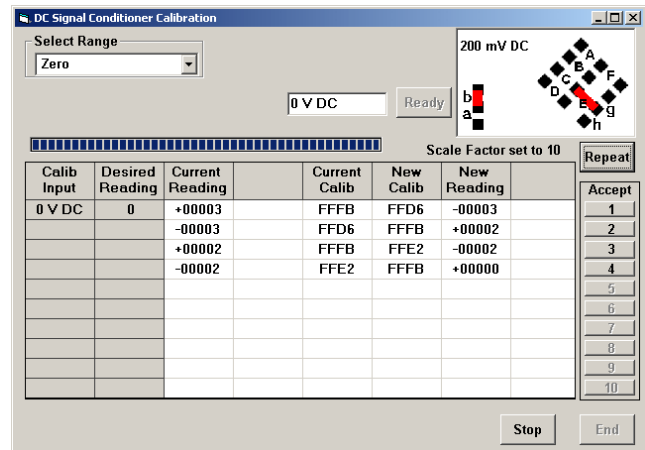 DC Signal Conditioner Calibration
Select Range
Zero
200 mV DC
A
B
F
C
D
E
g
h
b
a
0 V DC
Ready
Scale Factor set to 10
Repeat
Calib Input Desired Reading Current Reading Current Calib New Calib New Reading
Accept
0 V DC 0 +00003 FFFB FFD6 -00003 1
-00003 FFD6 FFFB +00002 2
+00002 FFFB FFE2 -00002 3
-00002 FFE2 FFFB +00000 4
5
6
7
8
9
10
Stop
End